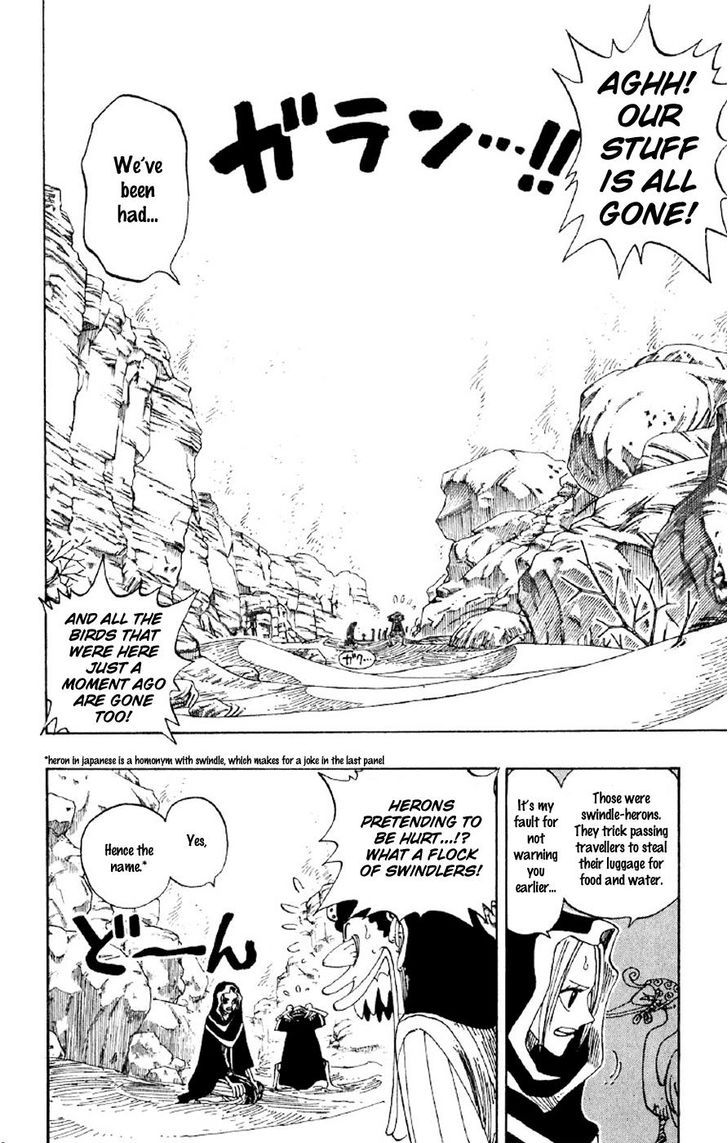 AGHH!
OUR
STUFF
IS ALL
GONE!
ガラン…!!
We've
been
had...
ガク…
AND ALL THE
BIRDS THAT
WERE HERE
JUST A
MOMENT AGO
ARE GONE
TOO!
*heron in japanese is a homonym with swindle, which makes for a joke in the last panel
Those were
swindle-herons.
They trick passing
travellers to steal
their luggage for
food and water.
It's my
fault for
not
warning
you
earlier...
HERONS
PRETENDING TO
BE HURT...!?
WHAT A FLOCK
OF SWINDLERS!
Yes,
Hence the
name.*
ど〜ん